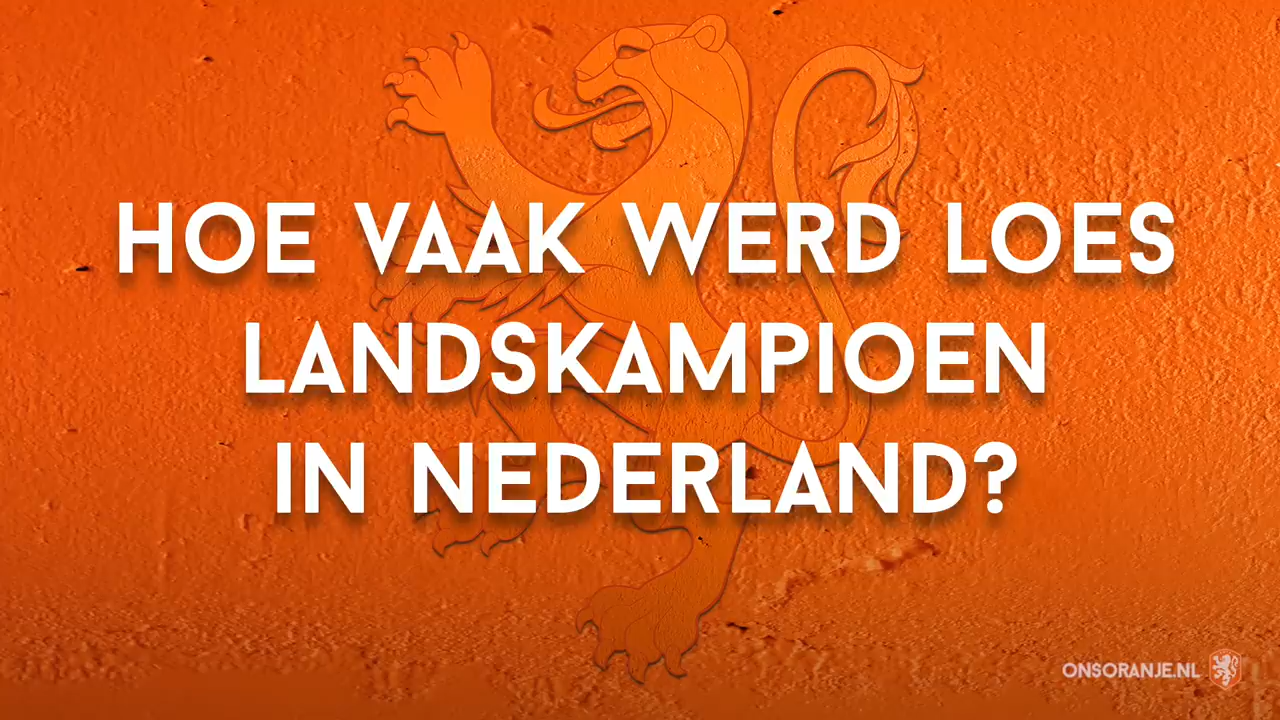 HOE VAAK WERD LOES
LANDSKAMPIOEN
IN NEDERLAND?
ONSORANJE.NL